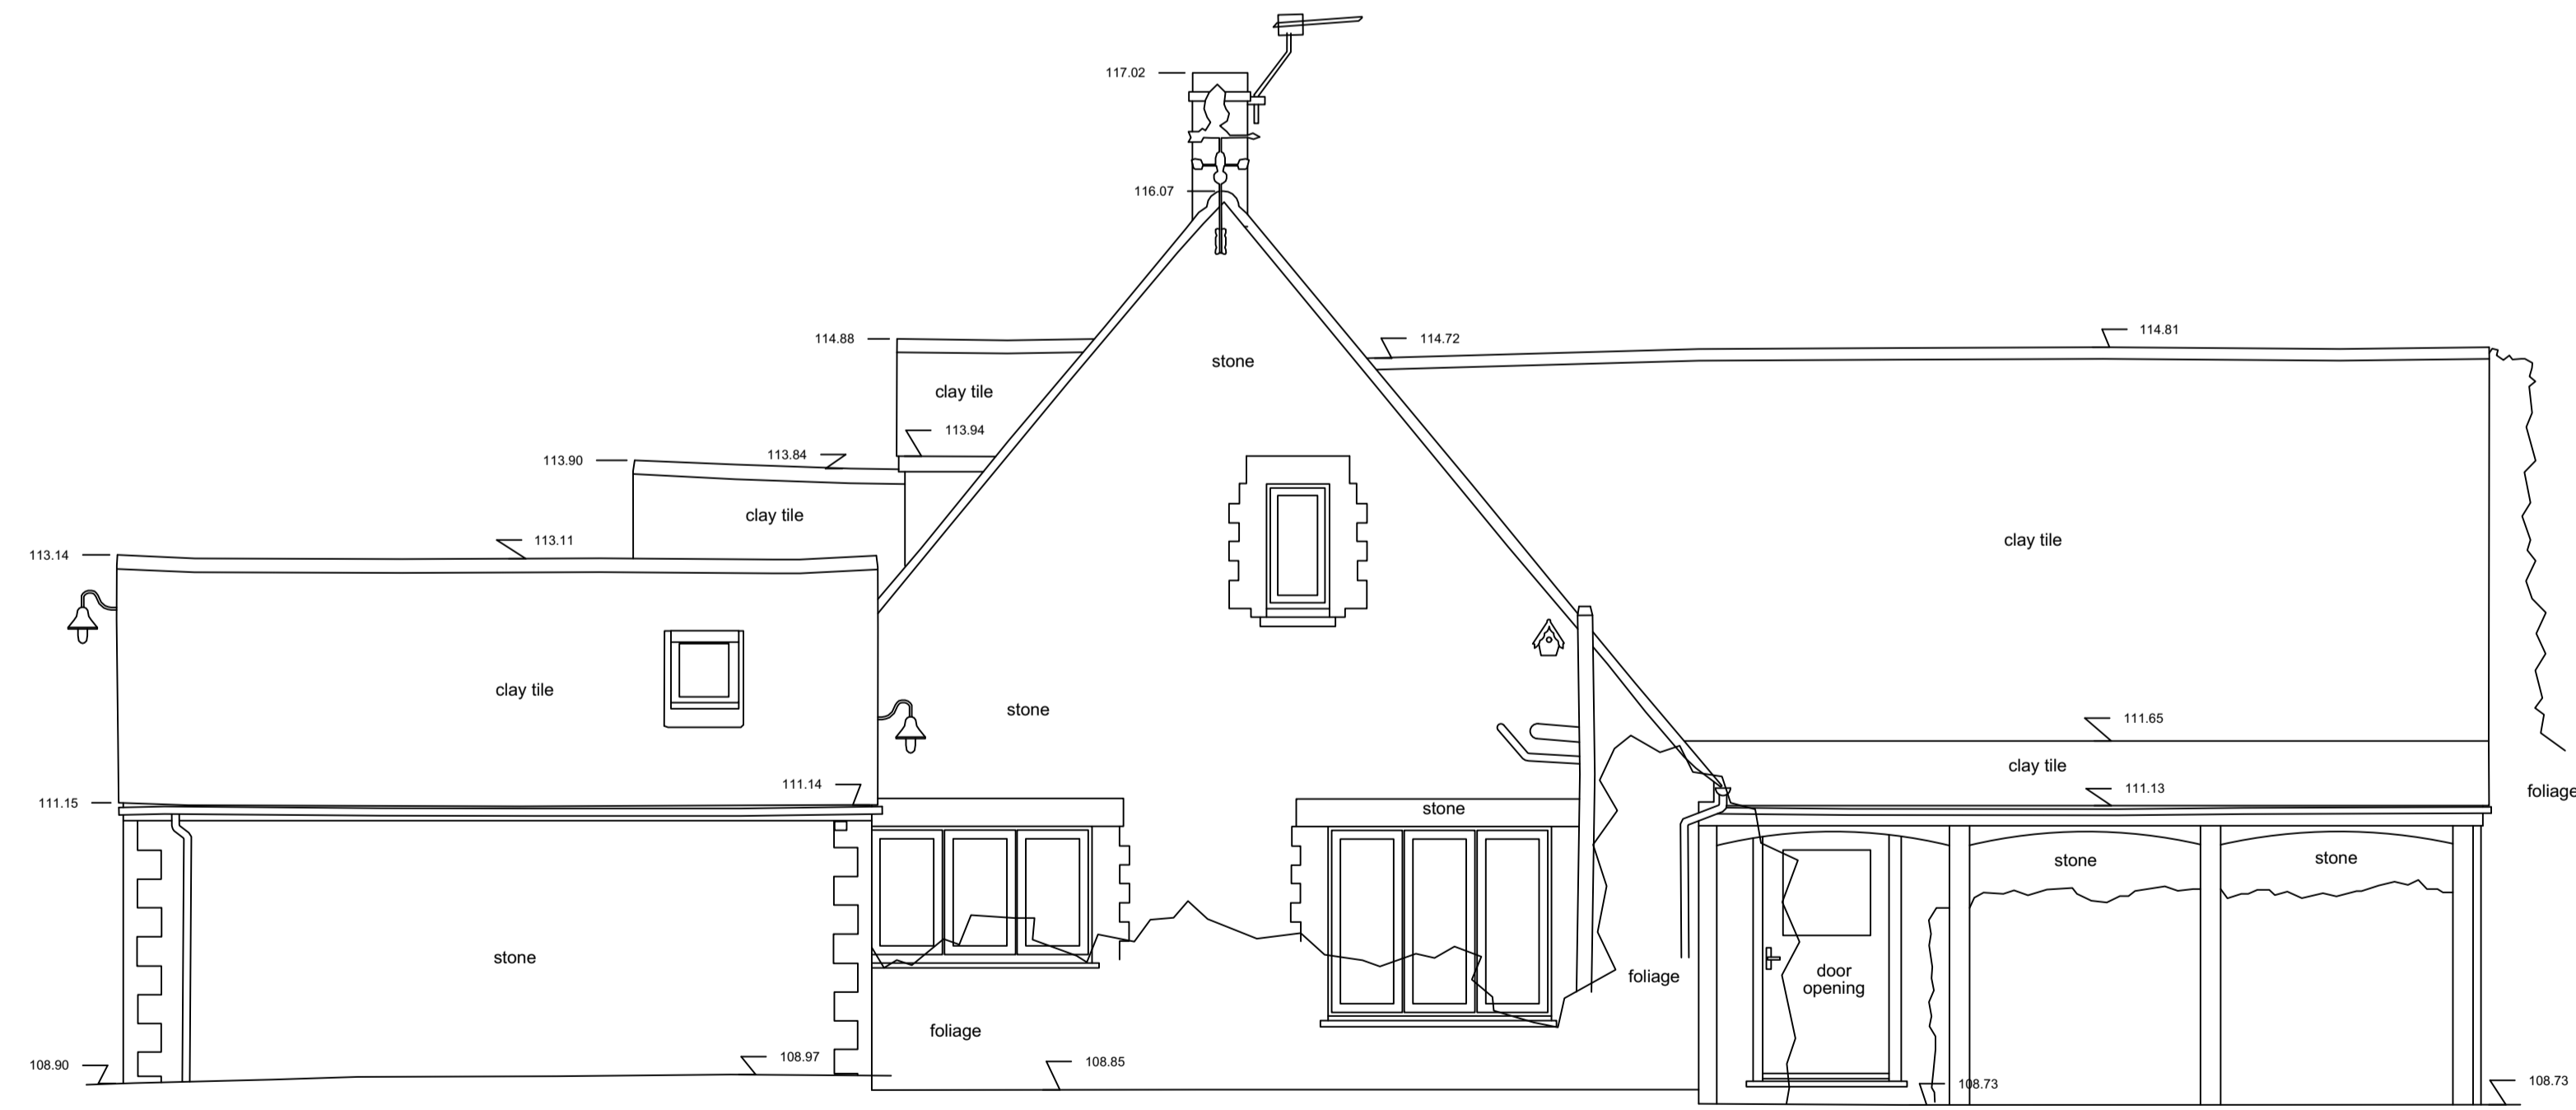 117.02
116.07
114.81
114.88
114.72
stone
clay tile
113.94
113.84
113.90
clay tile
113.11
clay tile
113.14
clay tile
stone
111.65
clay tile
111.14
111.13
foliage
111.15
stone
stone
stone
stone
door
opening
foliage
foliage
108.97
108.85
108.90
108.73
108.73